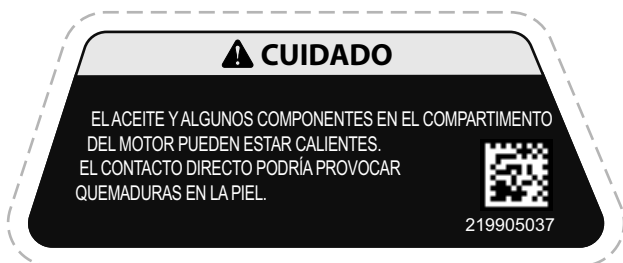 CUIDADO
EL ACEITE Y ALGUNOS COMPONENTES EN EL COMPARTIMENTO
DEL MOTOR PUEDEN ESTAR CALIENTES.
EL CONTACTO DIRECTO PODRÍA PROVOCAR
QUEMADURAS EN LA PIEL.
219905037